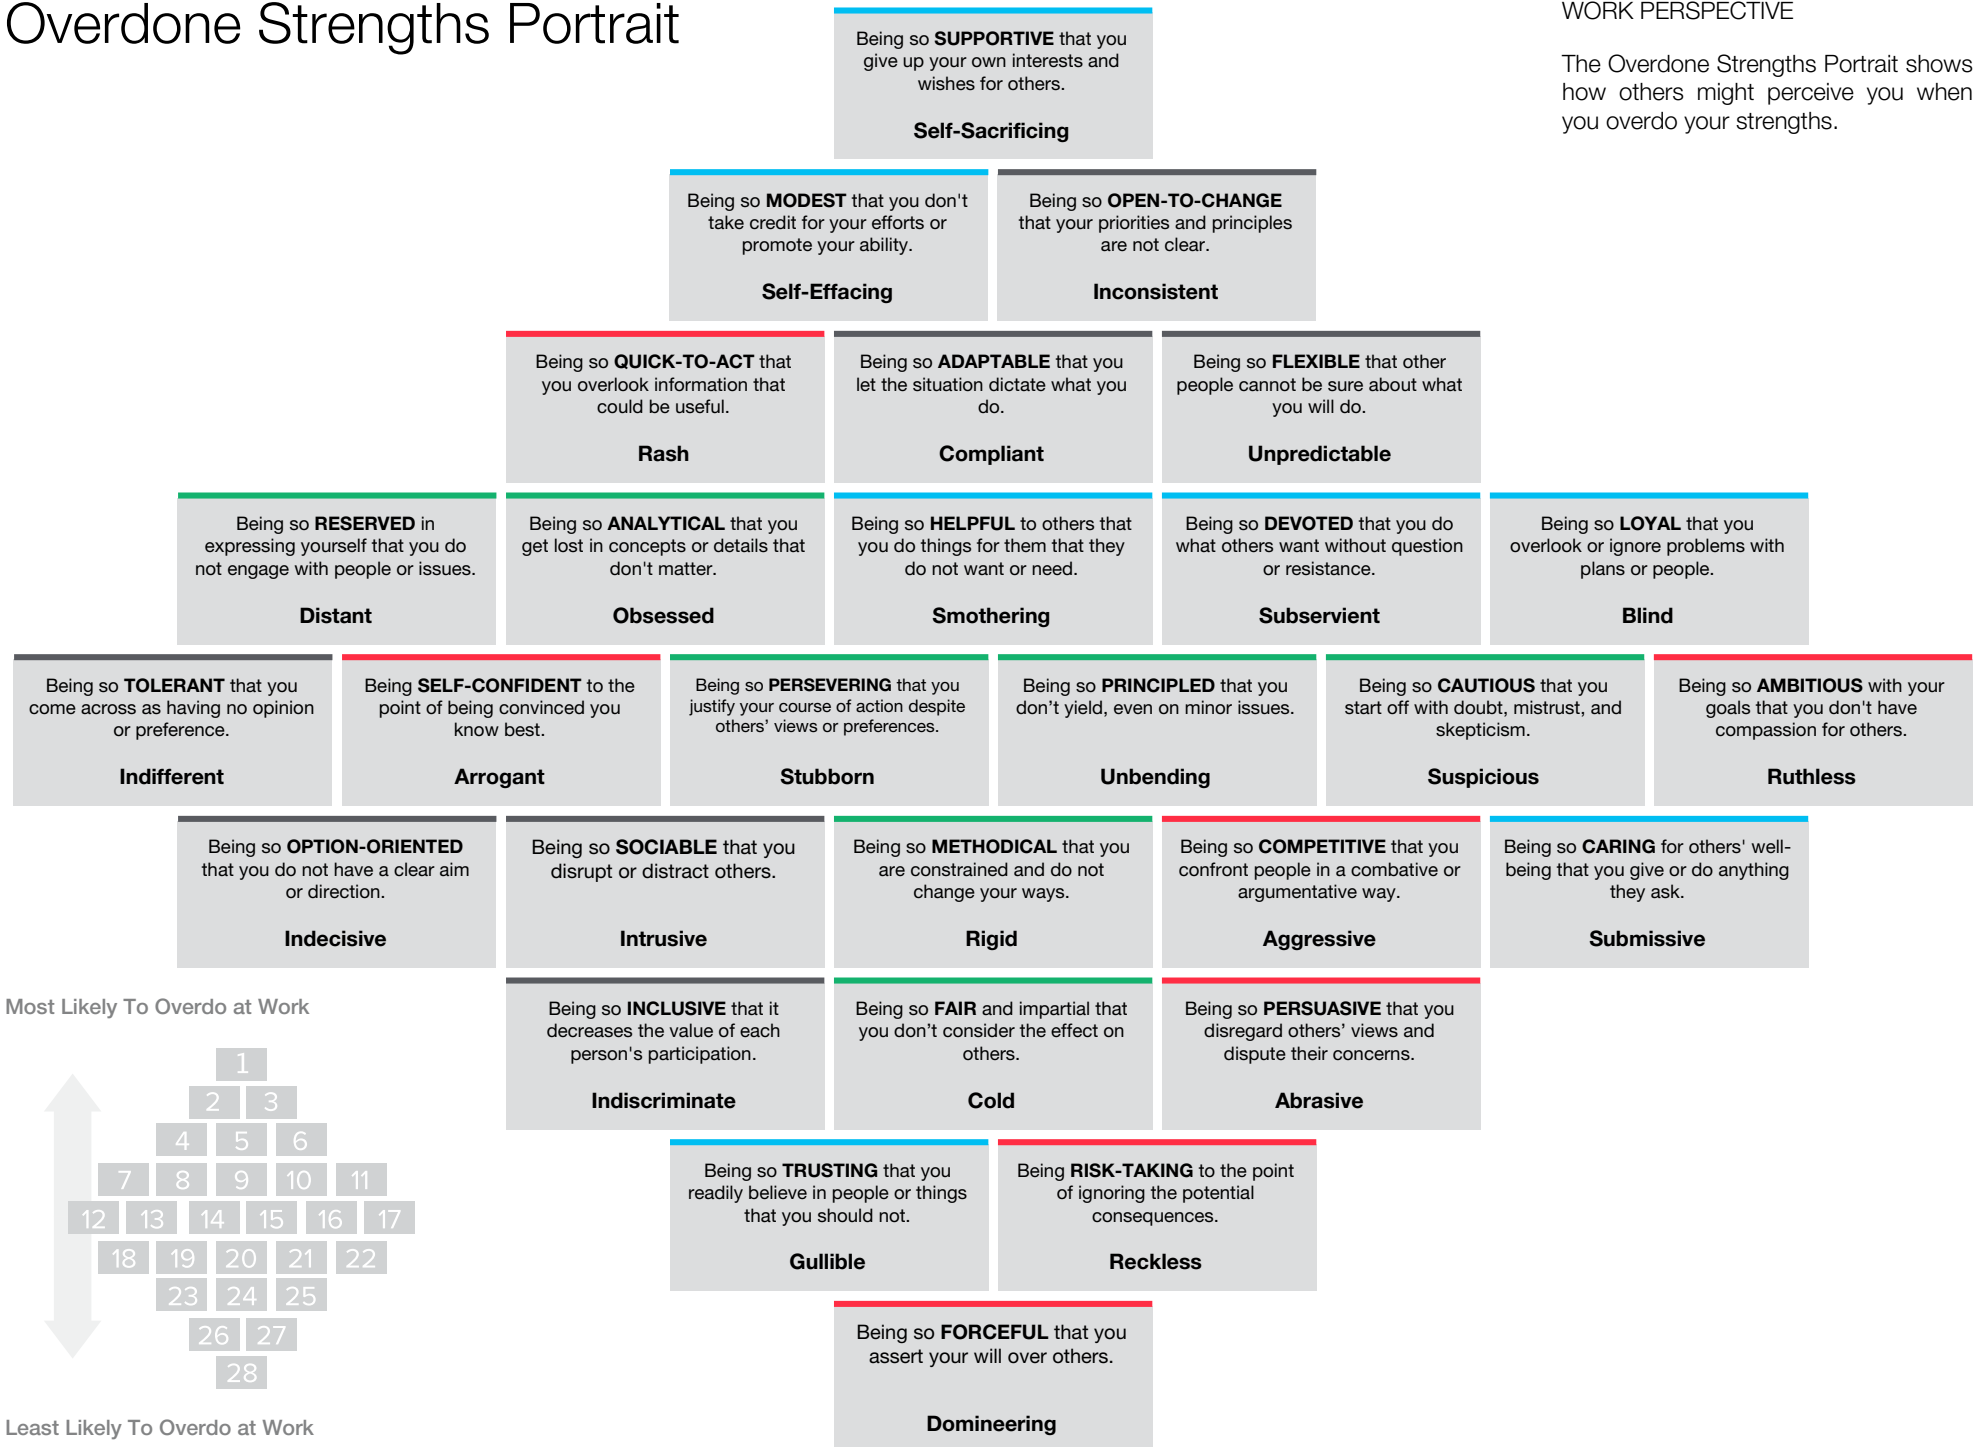 Overdone Strengths Portrait
WORK PERSPECTIVE
The Overdone Strengths Portrait shows
how others might perceive you when
you overdo your strengths.
Being so SUPPORTIVE that you
give up your own interests and
wishes for others.
Self-Sacrificing
Being so MODEST that you don't
take credit for your efforts or
promote your ability.
Self-Effacing
Being so OPEN-TO-CHANGE
that your priorities and principles
are not clear.
Inconsistent
Being so QUICK-TO-ACT that
you overlook information that
could be useful.
Rash
Being so ADAPTABLE that you
let the situation dictate what you
do.
Compliant
Being so FLEXIBLE that other
people cannot be sure about what
you will do.
Unpredictable
Being so RESERVED in
expressing yourself that you do
not engage with people or issues.
Distant
Being so ANALYTICAL that you
get lost in concepts or details that
don't matter.
Obsessed
Being so HELPFUL to others that
you do things for them that they
do not want or need.
Smothering
Being so DEVOTED that you do
what others want without question
or resistance.
Subservient
Being so LOYAL that you
overlook or ignore problems with
plans or people.
Blind
Being so TOLERANT that you
come across as having no opinion
or preference.
Indifferent
Being SELF-CONFIDENT to the
point of being convinced you
know best.
Arrogant
Being so PERSEVERING that you
justify your course of action despite
others’ views or preferences.
Stubborn
Being so PRINCIPLED that you
don’t yield, even on minor issues.
Unbending
Being so CAUTIOUS that you
start off with doubt, mistrust, and
skepticism.
Suspicious
Being so AMBITIOUS with your
goals that you don't have
compassion for others.
Ruthless
Being so OPTION-ORIENTED
that you do not have a clear aim
or direction.
Indecisive
Being so SOCIABLE that you
disrupt or distract others.
Intrusive
Being so METHODICAL that you
are constrained and do not
change your ways.
Rigid
Being so COMPETITIVE that you
confront people in a combative or
argumentative way.
Aggressive
Being so CARING for others' well-
being that you give or do anything
they ask.
Submissive
Being so INCLUSIVE that it
decreases the value of each
person's participation.
Indiscriminate
Being so FAIR and impartial that
you don’t consider the effect on
others.
Cold
Being so PERSUASIVE that you
disregard others’ views and
dispute their concerns.
Abrasive
Being so TRUSTING that you
readily believe in people or things
that you should not.
Gullible
Being RISK-TAKING to the point
of ignoring the potential
consequences.
Reckless
Being so FORCEFUL that you
assert your will over others.
Domineering
Most Likely To Overdo at Work
1
2 3
4 5 6
7 8 9 10 11
12 13 14 15 16 17
18 19 20 21 22
23 24 25
26 27
28
Least Likely To Overdo at Work